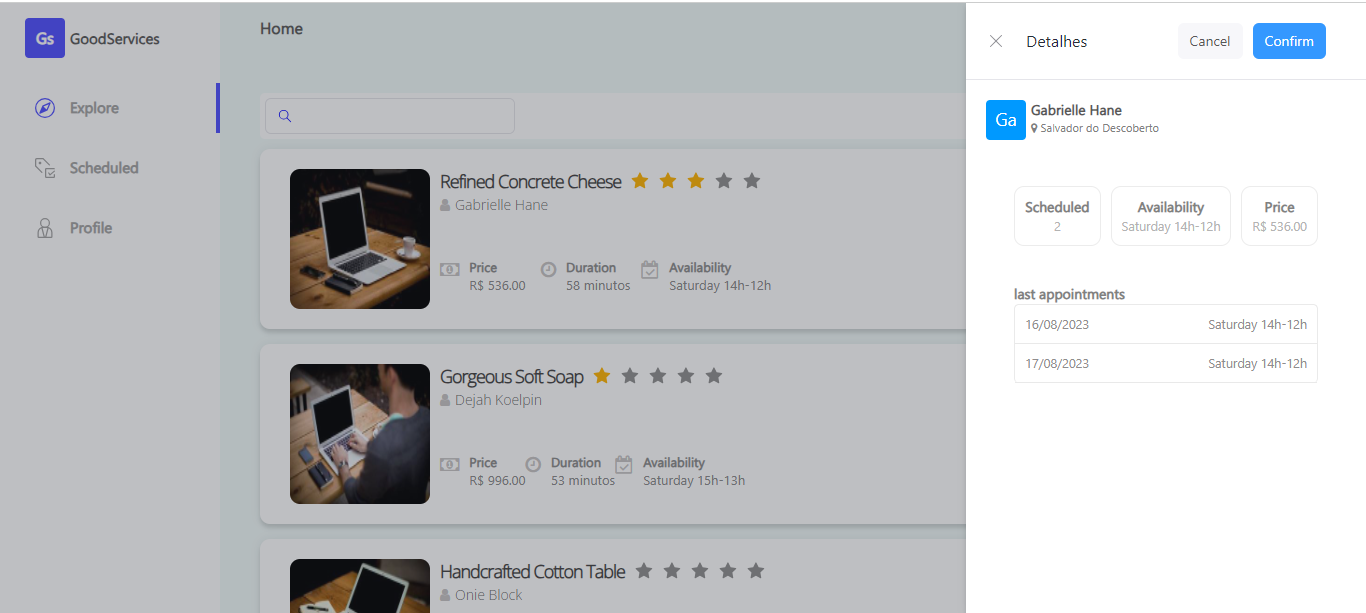 Gs GoodServices
Explore
Scheduled
Profile
Home
Refined Concrete Cheese
Gabrielle Hane
Price Duration Availability
R$ 536.00 58 minutos Saturday 14h-12h
Gorgeous Soft Soap
Dejah Koelpin
Price Duration Availability
R$ 996.00 53 minutos Saturday 15h-13h
Handcrafted Cotton Table
Onie Block
Detalhes Cancel Confirm
Ga Gabrielle Hane
Salvador do Descoberto
Scheduled Availability Price
2 Saturday 14h-12h R$ 536.00
last appointments
16/08/2023 Saturday 14h-12h
17/08/2023 Saturday 14h-12h